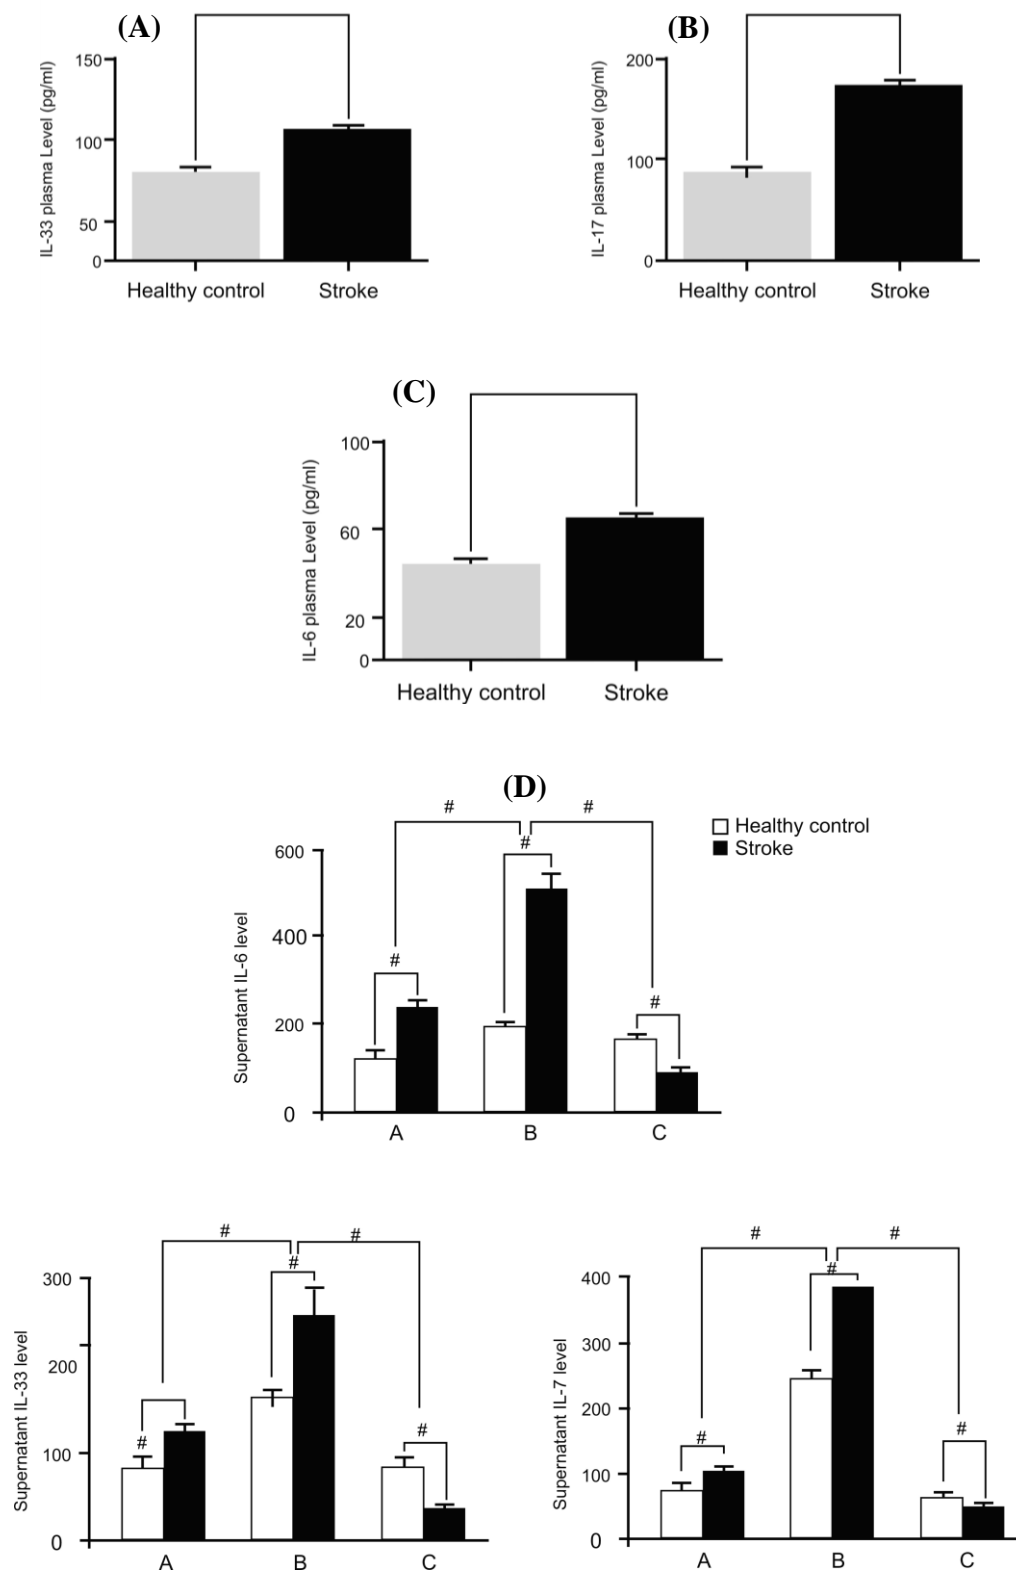 (A)
IL-33 plasma Level (pg/ml)
150
100
50
0
Healthy control
Stroke
(B)
IL-17 plasma Level (pg/ml)
200
100
0
Healthy control
Stroke
(C)
IL-6 plasma Level (pg/ml)
100
60
20
0
Healthy control
Stroke
(D)
# #
Healthy control
Stroke
#
Supernatant IL-6 level
600
400
200
0
#
#
A B C
# #
#
Supernatant IL-33 level
300
200
100
0
#
#
A B C
# #
#
Supernatant IL-7 level
400
300
200
100
0
#
#
A B C